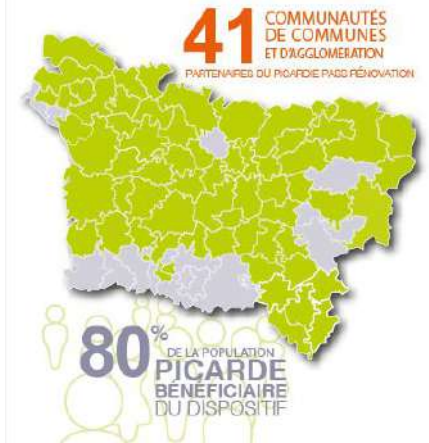 41 COMMUNAUTÉS
DE COMMUNES
ET D'AGGLOMÉRATION
PARTENAIRES DU PICARDIE PASS RÉNOVATION
80%
DE LA POPULATION
PICARDE
BÉNÉFICIAIRE
DU DISPOSITIF